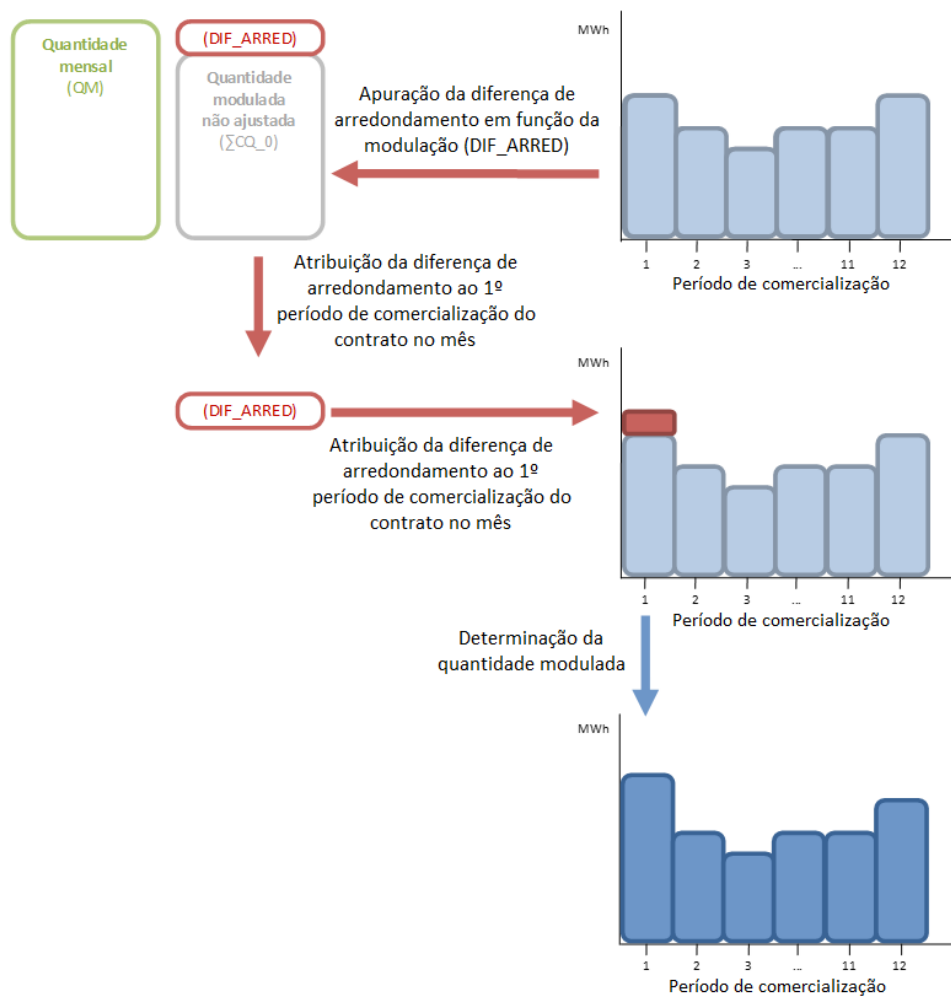 Quantidade
mensal
(QM)
(DIF_ARRED)
Quantidade
modulada
não ajustada
(∑CQ_0)
Apuração da diferença de
arredondamento em função da
modulação (DIF_ARRED)
MWh
1 2 3 ... 11 12
Período de comercialização
Atribuição da diferença de
arredondamento ao 1º
período de comercialização do
contrato no mês
(DIF_ARRED)
Atribuição da diferença de
arredondamento ao 1º
período de comercialização do
contrato no mês
MWh
1 2 3 ... 11 12
Período de comercialização
Determinação da
quantidade modulada
MWh
1 2 3 ... 11 12
Período de comercialização